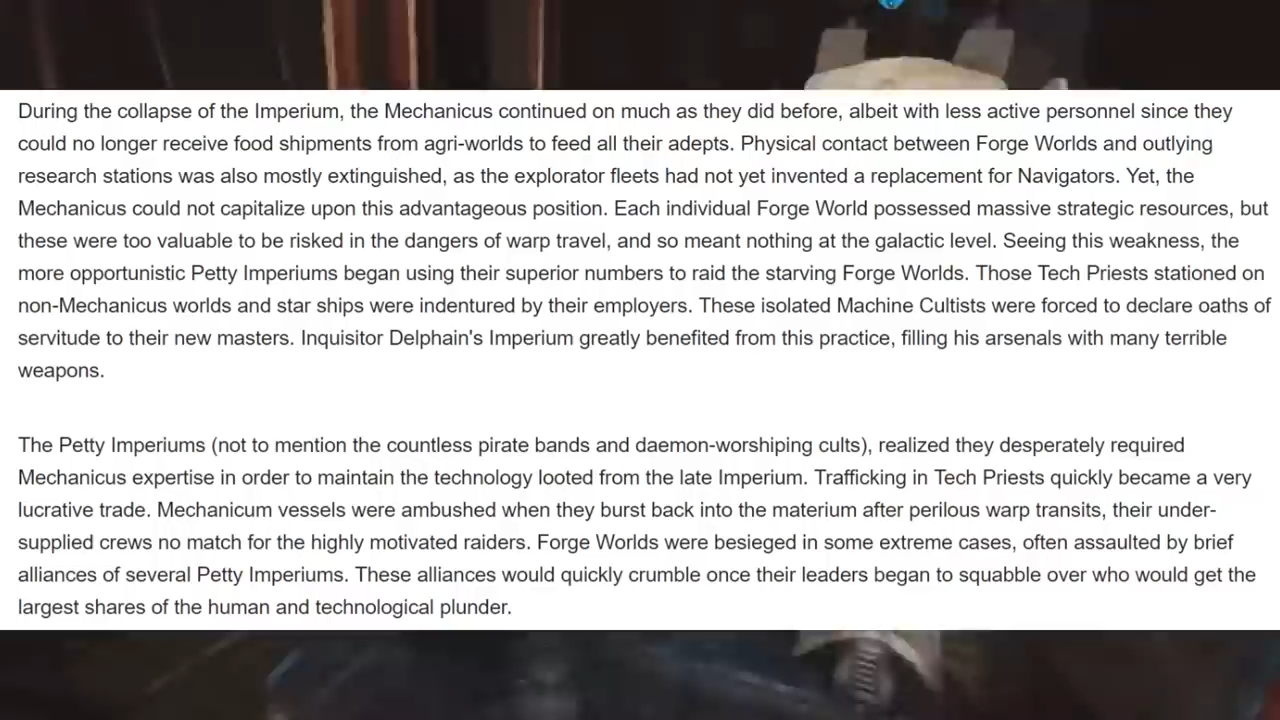 During the collapse of the Imperium, the Mechanicus continued on much as they did before, albeit with less active personnel since they
could no longer receive food shipments from agri-worlds to feed all their adepts. Physical contact between Forge Worlds and outlying
research stations was also mostly extinguished, as the explorator fleets had not yet invented a replacement for Navigators. Yet, the
Mechanicus could not capitalize upon this advantageous position. Each individual Forge World possessed massive strategic resources, but
these were too valuable to be risked in the dangers of warp travel, and so meant nothing at the galactic level. Seeing this weakness, the
more opportunistic Petty Imperiums began using their superior numbers to raid the starving Forge Worlds. Those Tech Priests stationed on
non-Mechanicus worlds and star ships were indentured by their employers. These isolated Machine Cultists were forced to declare oaths of
servitude to their new masters. Inquisitor Delphain's Imperium greatly benefited from this practice, filling his arsenals with many terrible
weapons.
The Petty Imperiums (not to mention the countless pirate bands and daemon-worshiping cults), realized they desperately required
Mechanicus expertise in order to maintain the technology looted from the late Imperium. Trafficking in Tech Priests quickly became a very
lucrative trade. Mechanicum vessels were ambushed when they burst back into the materium after perilous warp transits, their under-
supplied crews no match for the highly motivated raiders. Forge Worlds were besieged in some extreme cases, often assaulted by brief
alliances of several Petty Imperiums. These alliances would quickly crumble once their leaders began to squabble over who would get the
largest shares of the human and technological plunder.